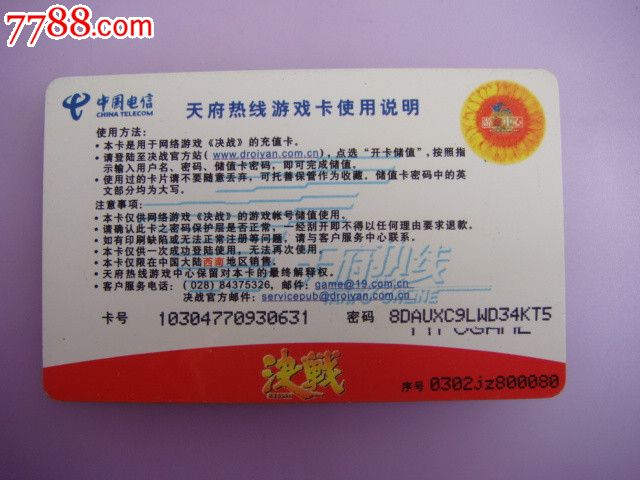 7788.com
中国电信
CHINA TELECOM
天府热线游戏卡使用说明
使用方法：
·本卡是用于网络游戏《决战》的充值卡。
·请登陆至决战官方站（www.droiyan.com.cn），点选“开卡储值”,按照指
示输入用户名、密码、储值卡密码，即可完成储值。
·使用过的卡片请不要随意丢弃，可托善保管作为收藏，储值卡密码中的英
文部分均为大写。
注意事项：
·本卡仅供网络游戏《决战》的游戏帐号储值使用。
·请确认此卡之密码保护层是否正常，一经刮开即不得以任何理由要求退款。
·如有印刷缺陷或无法正常注册等问题，请与客户服务中心联系。
·本卡仅供一次成功登陆使用，无法再次使用。
·本卡仅限在中国大陆西南地区销售。
·天府热线游戏中心保留对本卡的最终解释权。
·客户服务电话：（028）84375326，邮件：game@19.com.cn
决战官方邮件：servicepub@droiyan.com.cn
天府热线
ONLINE
卡号 10304770930631 密码 8DAUXC9LWD34KT5
決戰
序号 0302jz800080